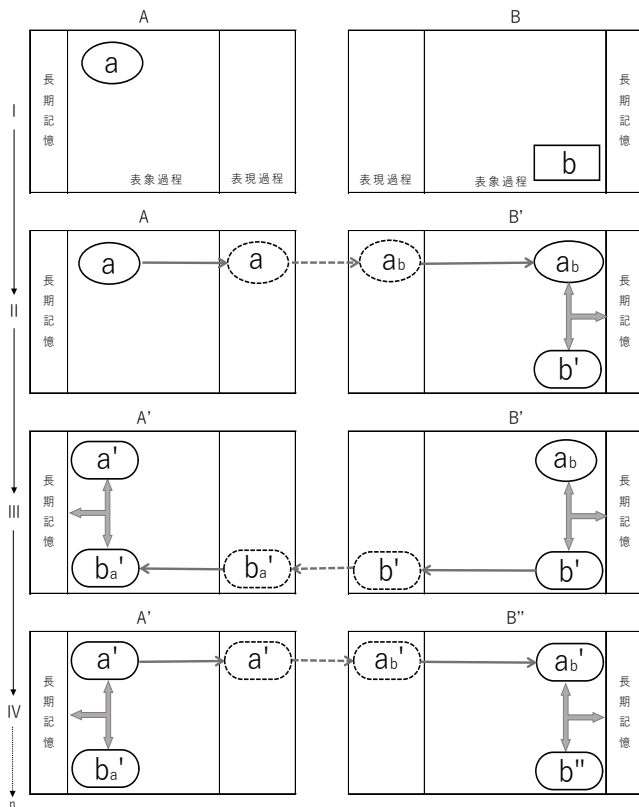 A B
I
長期記憶 a 表象過程 表現過程 表現過程 表象過程 b 長期記憶
A B'
II
長期記憶 a a ab ab b' 長期記憶
A' B'
III
長期記憶 a' ba' ba' b' ab b' 長期記憶
A' B"
IV
長期記憶 a' ba' a' ab' ab' b" 長期記憶
n